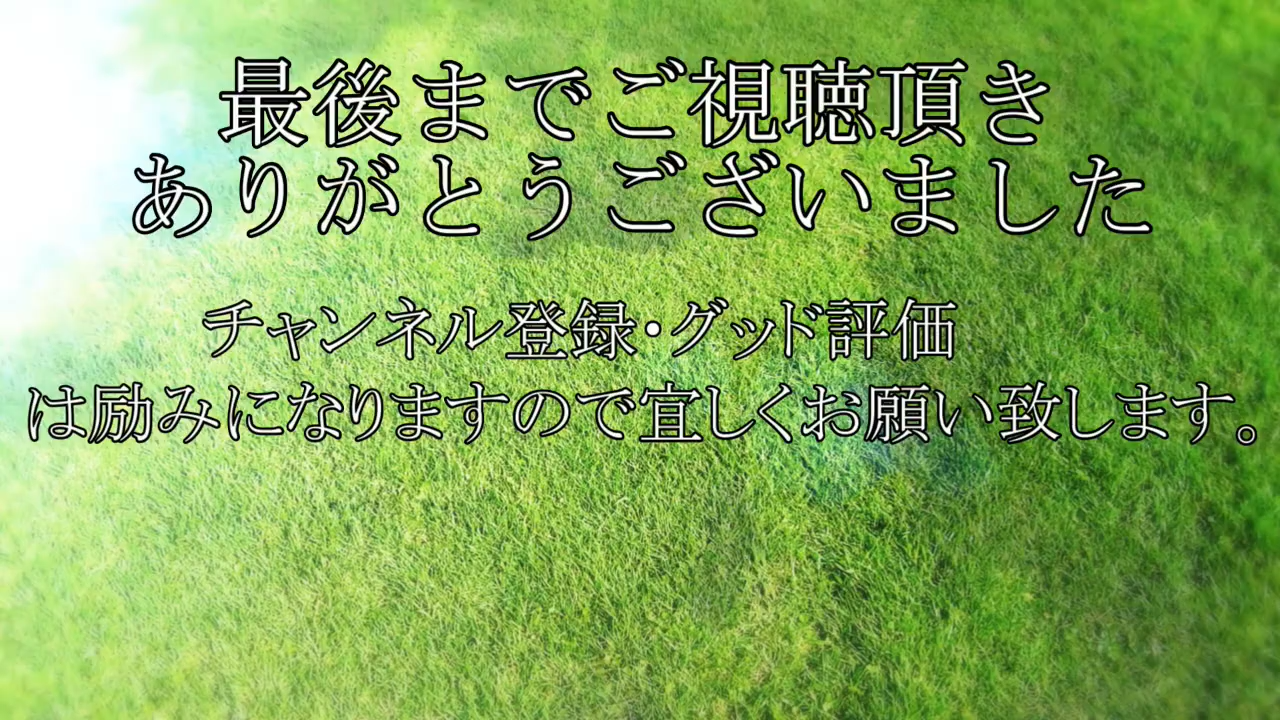 最後までご視聴頂き
ありがとうございました
チャンネル登録・グッド評価
は励みになりますので宜しくお願い致します。